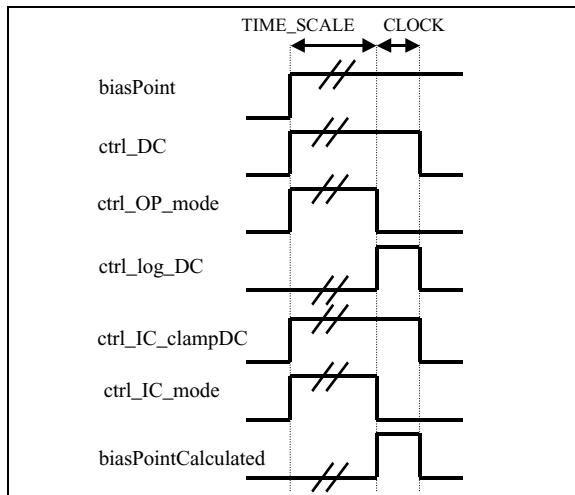 TIME_SCALE CLOCK
biasPoint
ctrl_DC
ctrl_OP_mode
ctrl_log_DC
ctrl_IC_clampDC
ctrl_IC_mode
biasPointCalculated